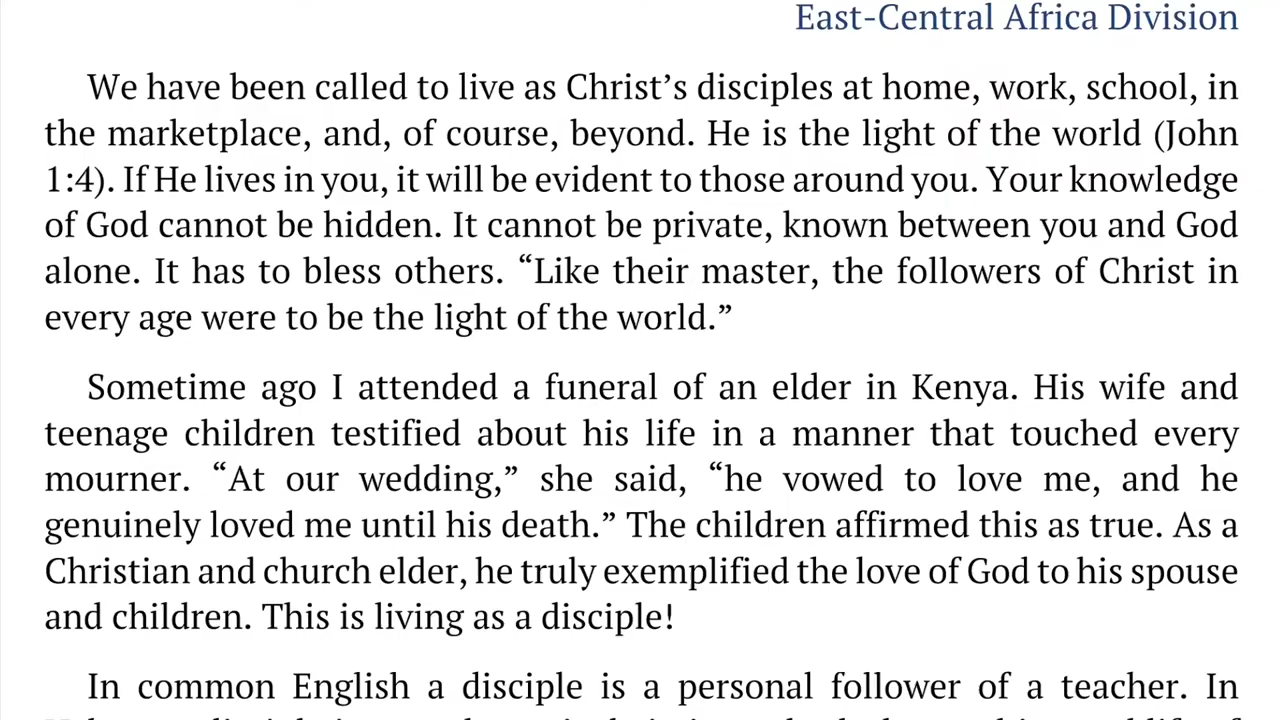 East-Central Africa Division
We have been called to live as Christ’s disciples at home, work, school, in
the marketplace, and, of course, beyond. He is the light of the world (John
1:4). If He lives in you, it will be evident to those around you. Your knowledge
of God cannot be hidden. It cannot be private, known between you and God
alone. It has to bless others. “Like their master, the followers of Christ in
every age were to be the light of the world.”
Sometime ago I attended a funeral of an elder in Kenya. His wife and
teenage children testified about his life in a manner that touched every
mourner. “At our wedding,” she said, “he vowed to love me, and he
genuinely loved me until his death.” The children affirmed this as true. As a
Christian and church elder, he truly exemplified the love of God to his spouse
and children. This is living as a disciple!
In common English a disciple is a personal follower of a teacher. In